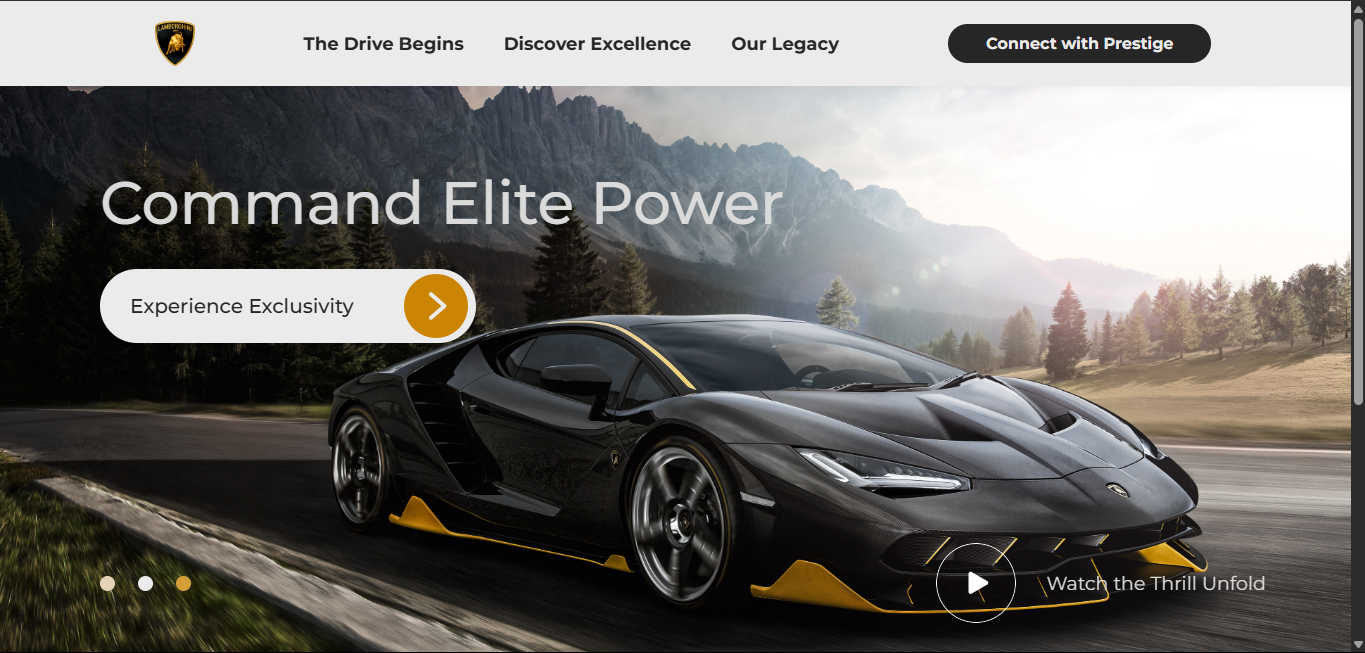 LAMBORGHINI
The Drive Begins
Discover Excellence
Our Legacy
Connect with Prestige
Command Elite Power
Experience Exclusivity
Watch the Thrill Unfold